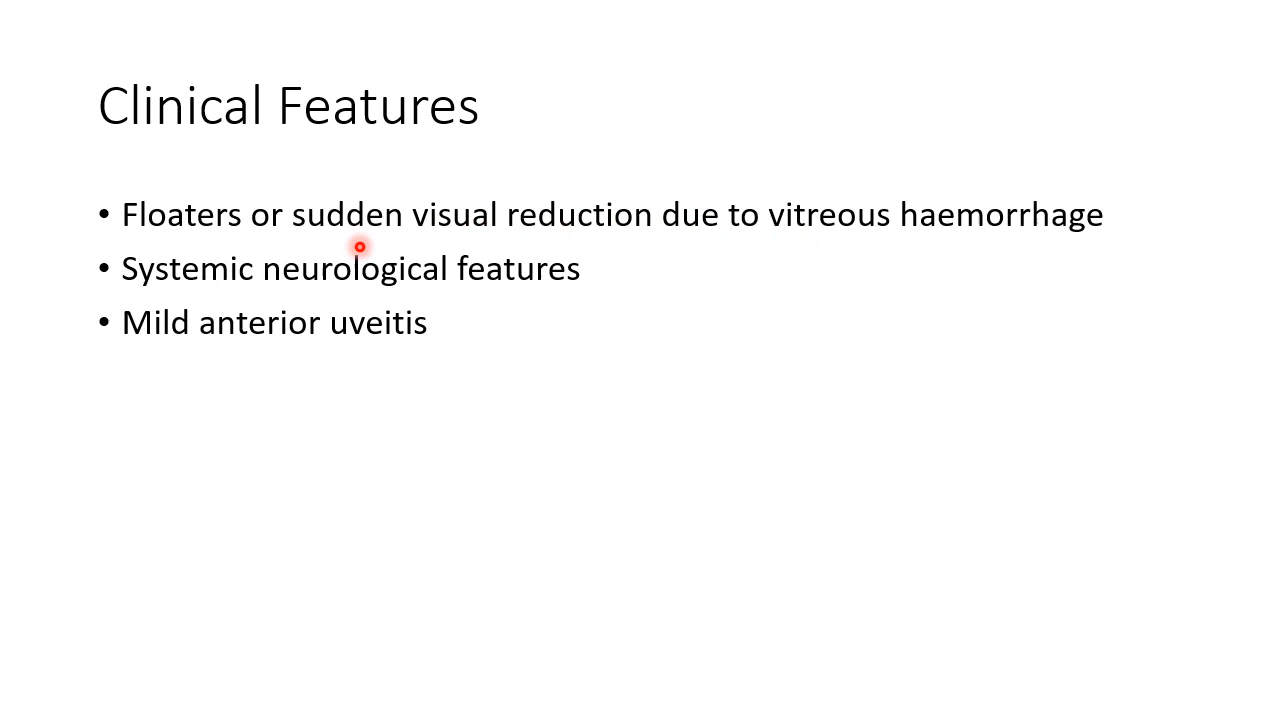 Clinical Features
• Floaters or sudden visual reduction due to vitreous haemorrhage
• Systemic neurological features
• Mild anterior uveitis